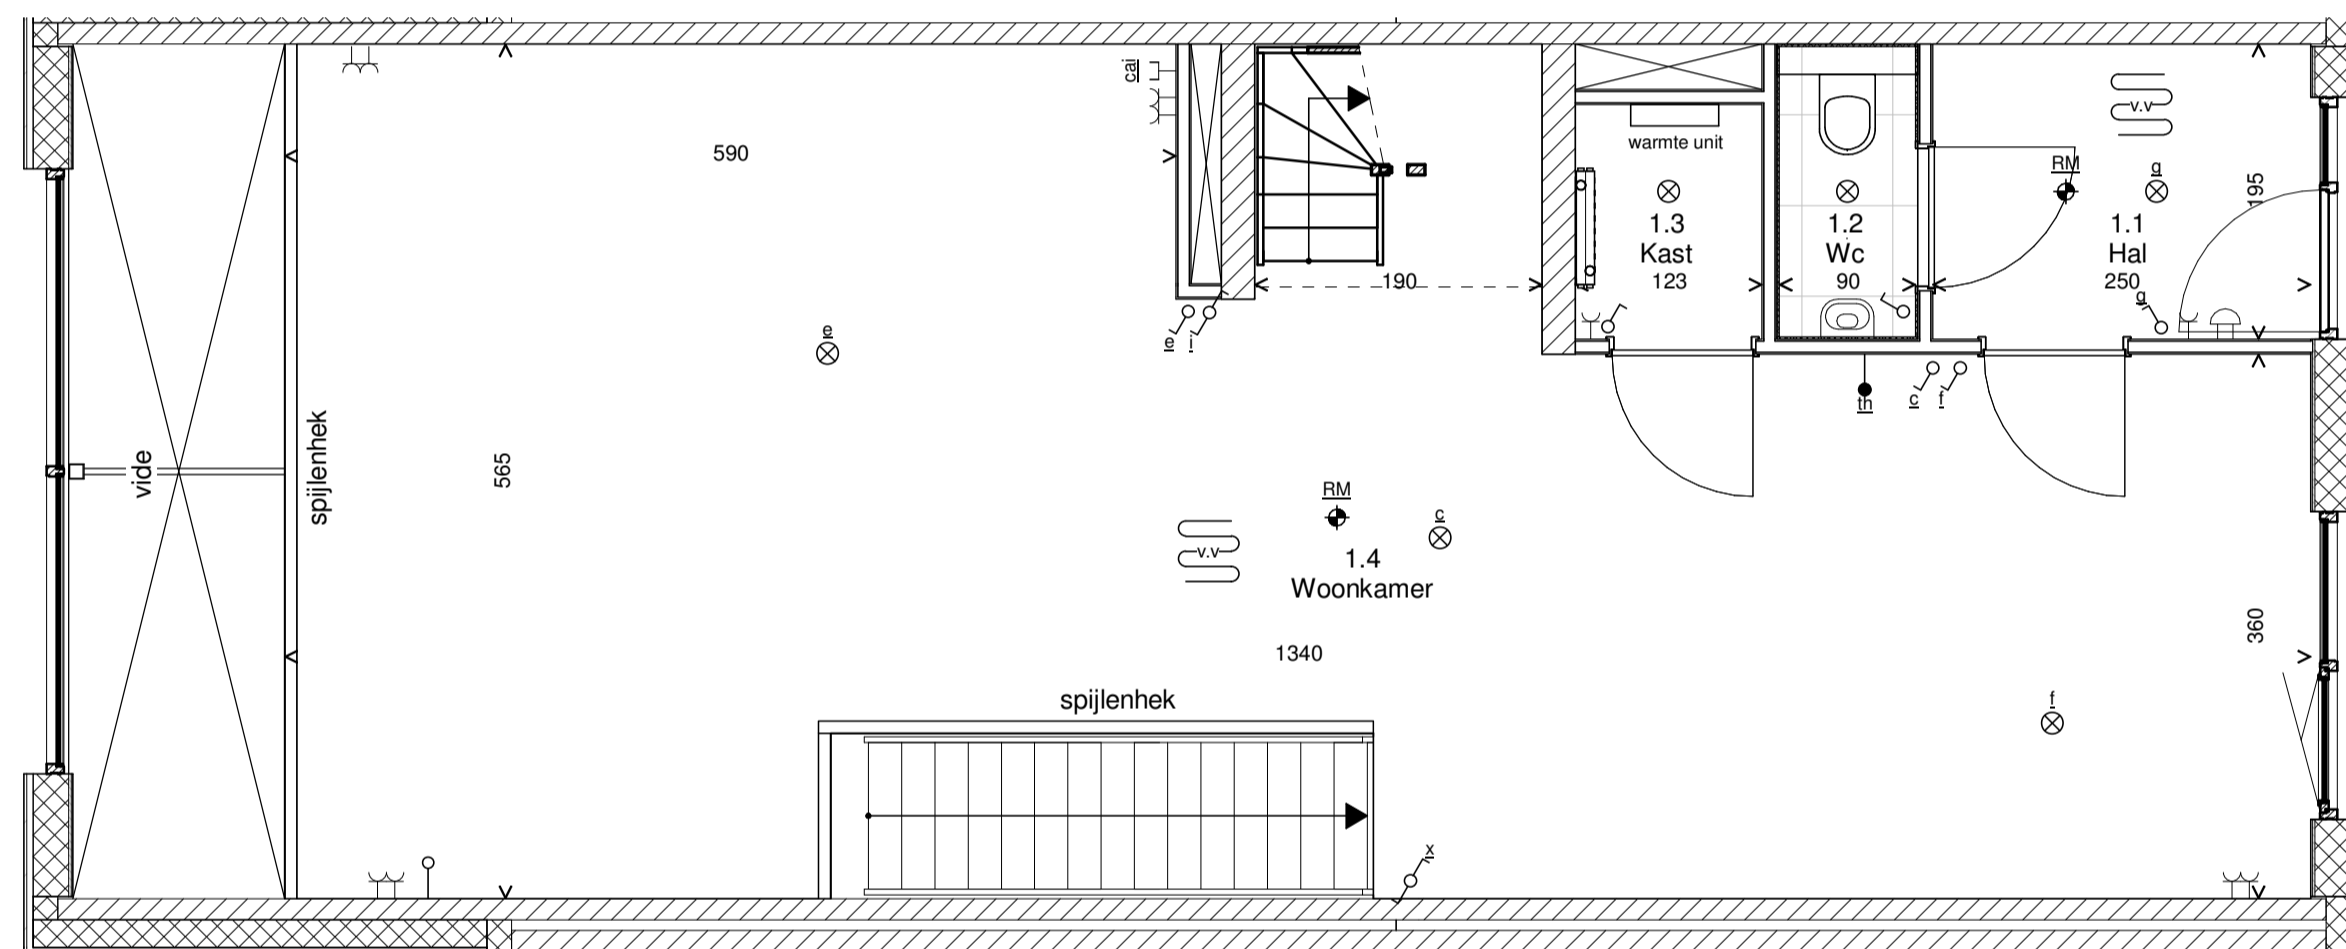 cai
590
warmte unit
v.v
RM
g
195
1.3
Kast
123
1.2
Wc
90
1.1
Hal
250
g
190
e
e
i
th
c
f
vide
spijlenhek
565
RM
c
v.v
1.4
Woonkamer
1340
360
spijlenhek
f
x